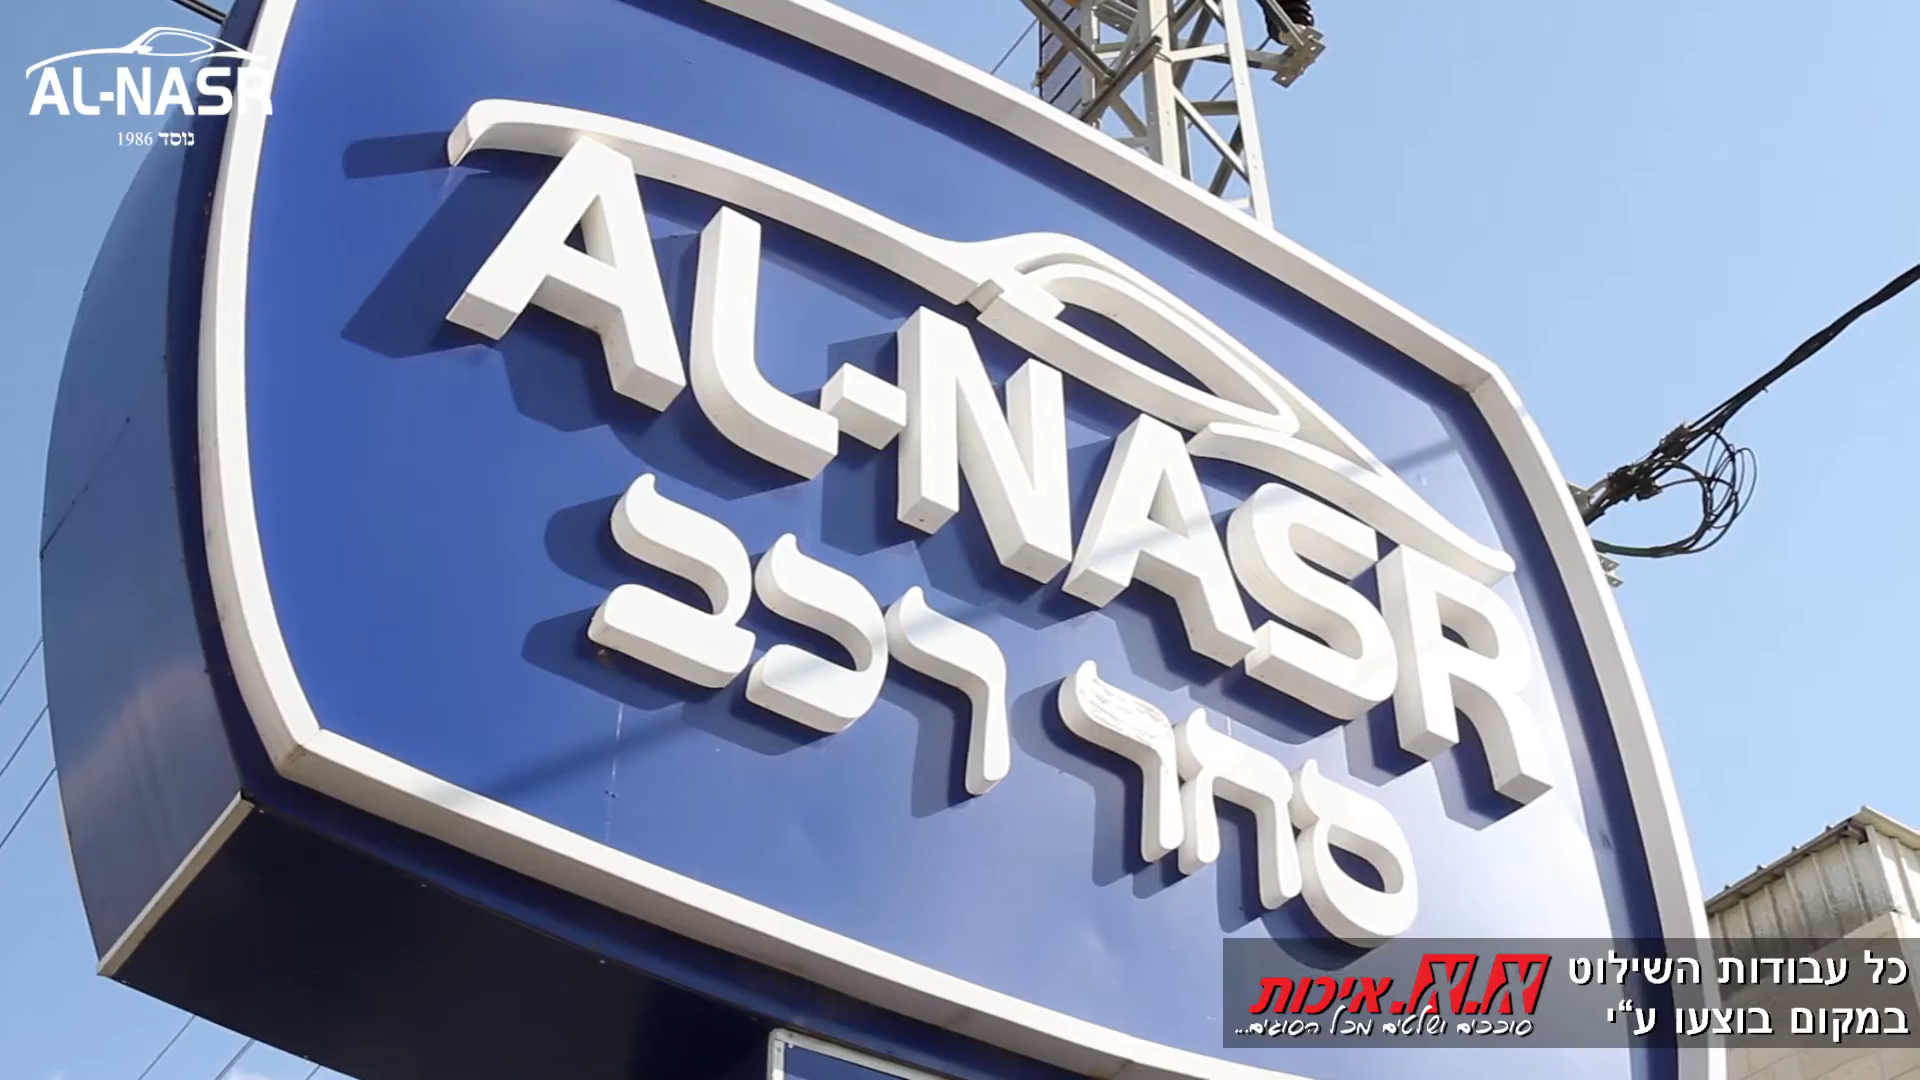 AL-NASR
נוסד 1986
AL-NASR
סחר רכב
כל עבודות השילוט
במקום בוצעו ע"י
א.א.איכות
סוככים ושלטים מכל הסוגים...